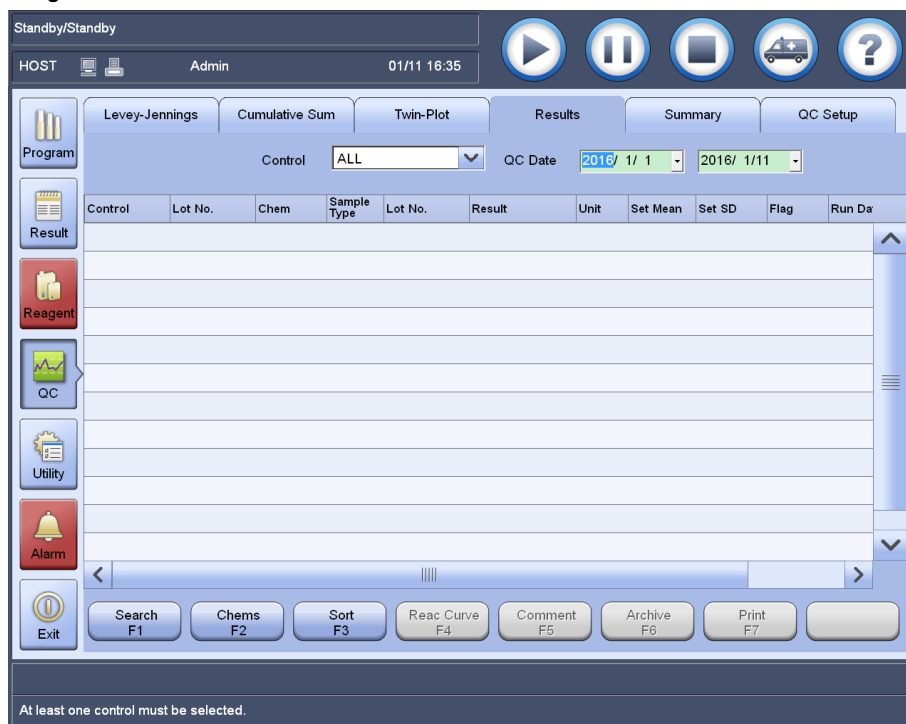 Standby/Standby
HOST Admin 01/11 16:35
?
Program
Result
Reagent
QC
Utility
Alarm
Exit
Levey-Jennings Cumulative Sum Twin-Plot Results Summary QC Setup
Control ALL QC Date 2016/ 1/ 1 2016/ 1/11
Control Lot No. Chem Sample Type Lot No. Result Unit Set Mean Set SD Flag Run Da
Search F1
Chems F2
Sort F3
Reac Curve F4
Comment F5
Archive F6
Print F7
At least one control must be selected.